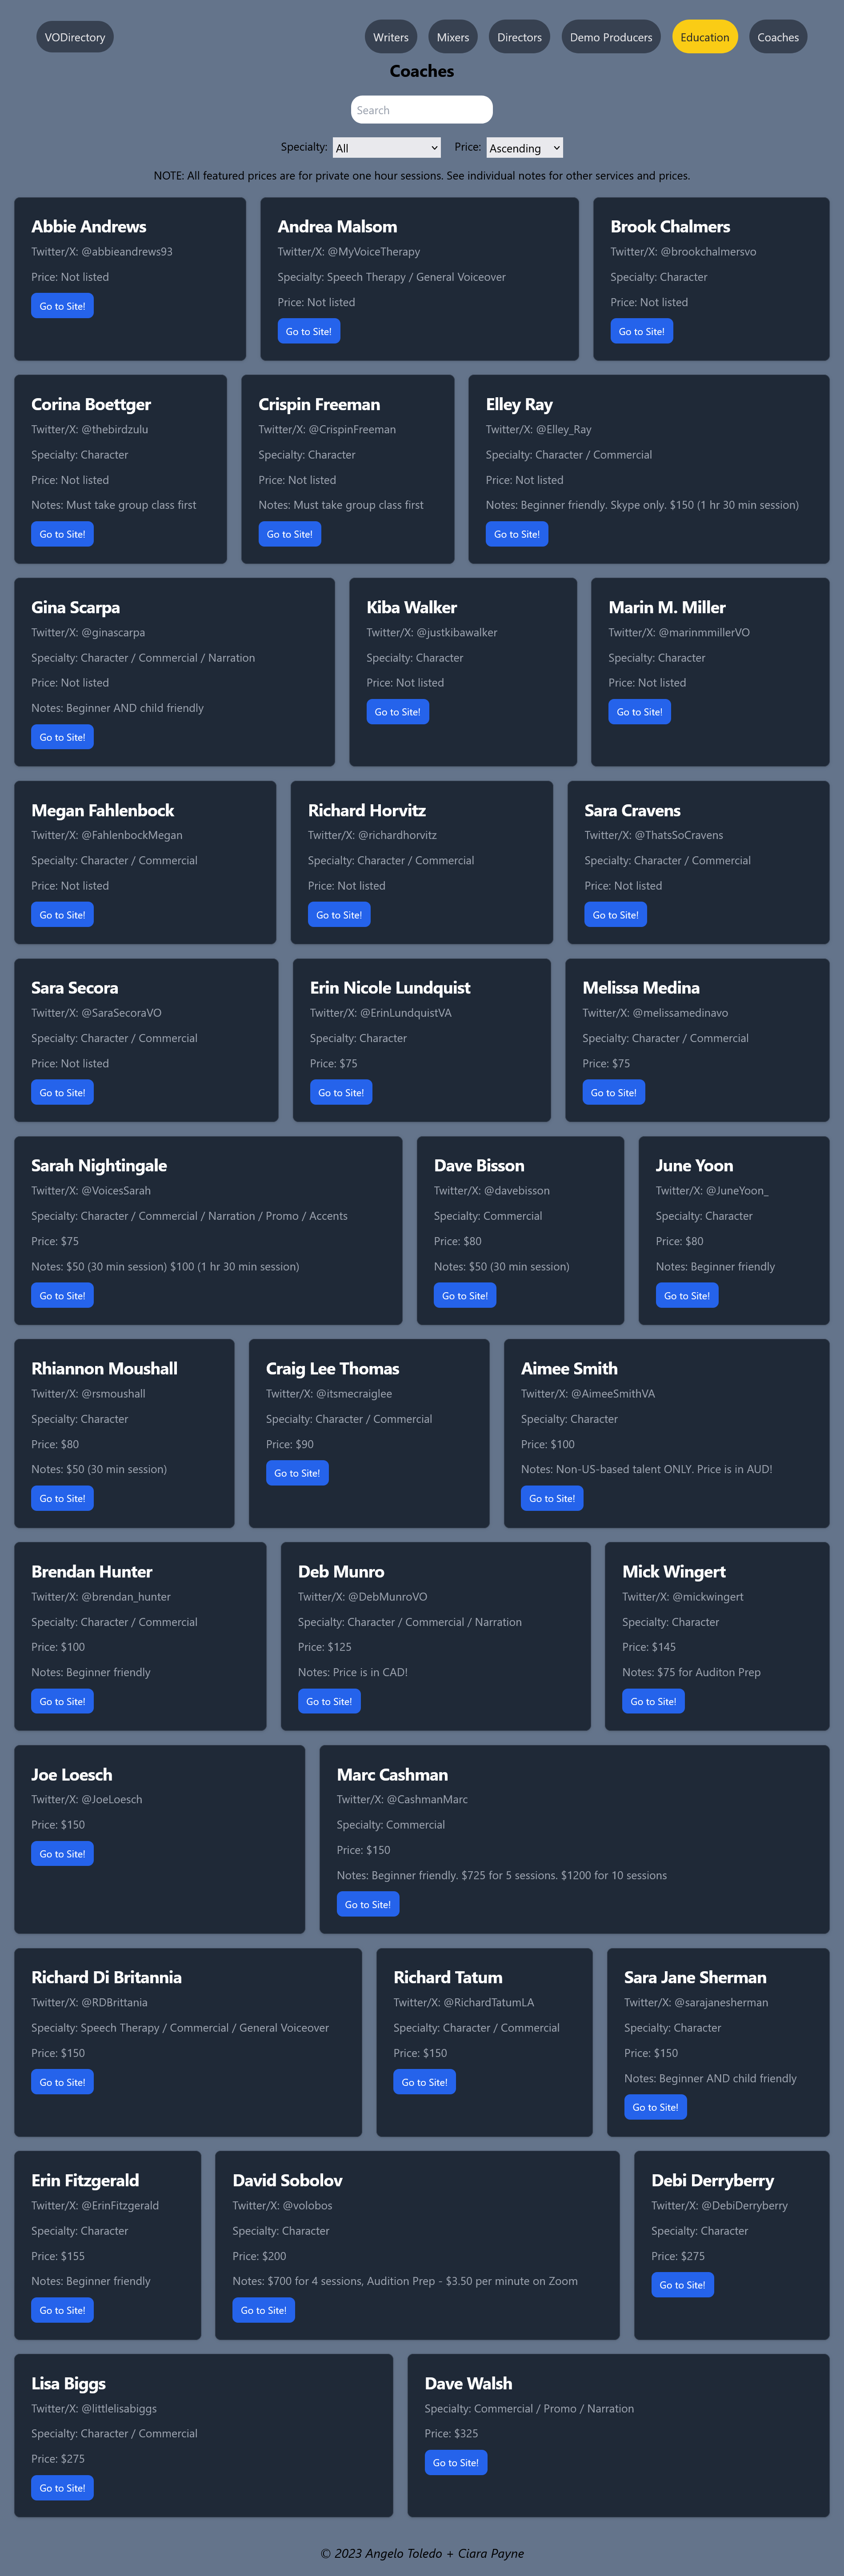 VODirectory
Writers
Mixers
Directors
Demo Producers
Education
Coaches
Coaches
Search
Specialty: All
Price: Ascending
NOTE: All featured prices are for private one hour sessions. See individual notes for other services and prices.
Abbie Andrews
Twitter/X: @abbieandrews93
Price: Not listed
Go to Site!
Andrea Malsom
Twitter/X: @MyVoiceTherapy
Specialty: Speech Therapy / General Voiceover
Price: Not listed
Go to Site!
Brook Chalmers
Twitter/X: @brookchalmersvo
Specialty: Character
Price: Not listed
Go to Site!
Corina Boettger
Twitter/X: @thebirdzulu
Specialty: Character
Price: Not listed
Notes: Must take group class first
Go to Site!
Crispin Freeman
Twitter/X: @CrispinFreeman
Specialty: Character
Price: Not listed
Notes: Must take group class first
Go to Site!
Elley Ray
Twitter/X: @Elley_Ray
Specialty: Character / Commercial
Price: Not listed
Notes: Beginner friendly. Skype only. $150 (1 hr 30 min session)
Go to Site!
Gina Scarpa
Twitter/X: @ginascarpa
Specialty: Character / Commercial / Narration
Price: Not listed
Notes: Beginner AND child friendly
Go to Site!
Kiba Walker
Twitter/X: @justkibawalker
Specialty: Character
Price: Not listed
Go to Site!
Marin M. Miller
Twitter/X: @marinmmillerVO
Specialty: Character
Price: Not listed
Go to Site!
Megan Fahlenbock
Twitter/X: @FahlenbockMegan
Specialty: Character / Commercial
Price: Not listed
Go to Site!
Richard Horvitz
Twitter/X: @richardhorvitz
Specialty: Character / Commercial
Price: Not listed
Go to Site!
Sara Cravens
Twitter/X: @ThatsSoCravens
Specialty: Character / Commercial
Price: Not listed
Go to Site!
Sara Secora
Twitter/X: @SaraSecoraVO
Specialty: Character / Commercial
Price: Not listed
Go to Site!
Erin Nicole Lundquist
Twitter/X: @ErinLundquistVA
Specialty: Character
Price: $75
Go to Site!
Melissa Medina
Twitter/X: @melissamedinavo
Specialty: Character / Commercial
Price: $75
Go to Site!
Sarah Nightingale
Twitter/X: @VoicesSarah
Specialty: Character / Commercial / Narration / Promo / Accents
Price: $75
Notes: $50 (30 min session) $100 (1 hr 30 min session)
Go to Site!
Dave Bisson
Twitter/X: @davebisson
Specialty: Commercial
Price: $80
Notes: $50 (30 min session)
Go to Site!
June Yoon
Twitter/X: @JuneYoon_
Specialty: Character
Price: $80
Notes: Beginner friendly
Go to Site!
Rhiannon Moushall
Twitter/X: @rsmoushall
Specialty: Character
Price: $80
Notes: $50 (30 min session)
Go to Site!
Craig Lee Thomas
Twitter/X: @itsmecraiglee
Specialty: Character / Commercial
Price: $90
Go to Site!
Aimee Smith
Twitter/X: @AimeeSmithVA
Specialty: Character
Price: $100
Notes: Non-US-based talent ONLY. Price is in AUD!
Go to Site!
Brendan Hunter
Twitter/X: @brendan_hunter
Specialty: Character / Commercial
Price: $100
Notes: Beginner friendly
Go to Site!
Deb Munro
Twitter/X: @DebMunroVO
Specialty: Character / Commercial / Narration
Price: $125
Notes: Price is in CAD!
Go to Site!
Mick Wingert
Twitter/X: @mickwingert
Specialty: Character
Price: $145
Notes: $75 for Auditon Prep
Go to Site!
Joe Loesch
Twitter/X: @JoeLoesch
Price: $150
Go to Site!
Marc Cashman
Twitter/X: @CashmanMarc
Specialty: Commercial
Price: $150
Notes: Beginner friendly. $725 for 5 sessions. $1200 for 10 sessions
Go to Site!
Richard Di Britannia
Twitter/X: @RDBrittania
Specialty: Speech Therapy / Commercial / General Voiceover
Price: $150
Go to Site!
Richard Tatum
Twitter/X: @RichardTatumLA
Specialty: Character / Commercial
Price: $150
Go to Site!
Sara Jane Sherman
Twitter/X: @sarajanesherman
Specialty: Character
Price: $150
Notes: Beginner AND child friendly
Go to Site!
Erin Fitzgerald
Twitter/X: @ErinFitzgerald
Specialty: Character
Price: $155
Notes: Beginner friendly
Go to Site!
David Sobolov
Twitter/X: @volobos
Specialty: Character
Price: $200
Notes: $700 for 4 sessions, Audition Prep - $3.50 per minute on Zoom
Go to Site!
Debi Derryberry
Twitter/X: @DebiDerryberry
Specialty: Character
Price: $275
Go to Site!
Lisa Biggs
Twitter/X: @littlelisabiggs
Specialty: Character / Commercial
Price: $275
Go to Site!
Dave Walsh
Specialty: Commercial / Promo / Narration
Price: $325
Go to Site!
© 2023 Angelo Toledo + Ciara Payne